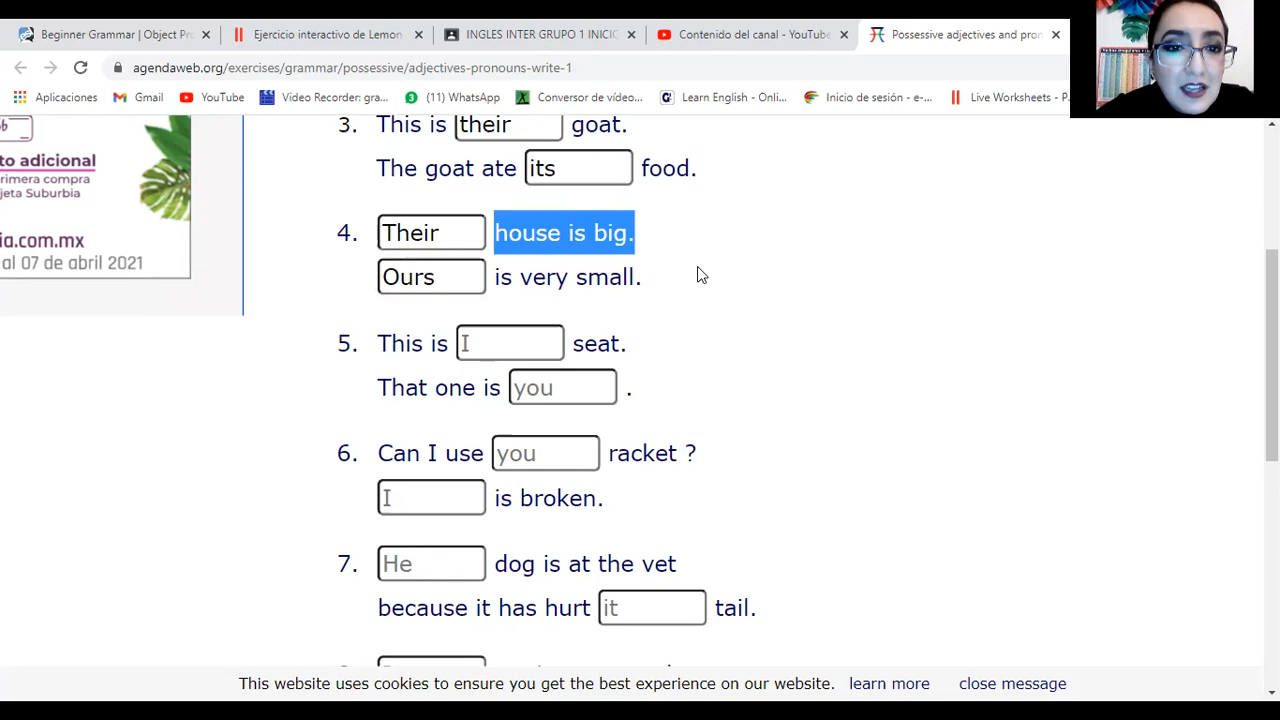 Beginner Grammar | Object Pro
Ejercicio interactivo de Lemon
INGLES INTER GRUPO 1 INICIO
Contenido del canal - YouTube
Possessive adjectives and pron
agendaweb.org/exercises/grammar/possessive/adjectives-pronouns-write-1
Aplicaciones
Gmail
YouTube
Video Recorder: gra...
(11) WhatsApp
Conversor de vídeo...
Learn English - Onli...
Inicio de sesión - e-...
Live Worksheets - P...
to adicional
rimera compra
jeta Suburbia
ia.com.mx
al 07 de abril 2021
3. This is their goat.
The goat ate its food.
4. Their house is big.
Ours is very small.
5. This is I seat.
That one is you .
6. Can I use you racket ?
I is broken.
7. He dog is at the vet
because it has hurt it tail.
This website uses cookies to ensure you get the best experience on our website. learn more close message